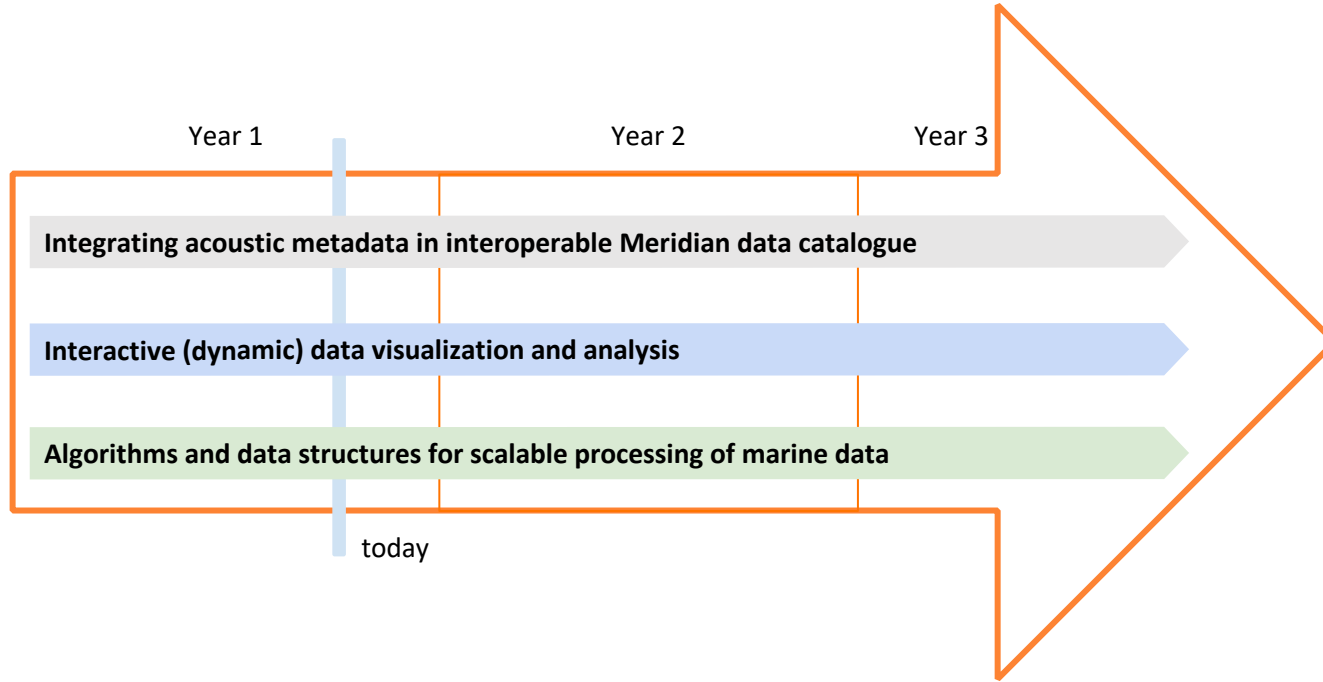 Year 1
Year 2
Year 3
Integrating acoustic metadata in interoperable Meridian data catalogue
Interactive (dynamic) data visualization and analysis
Algorithms and data structures for scalable processing of marine data
today